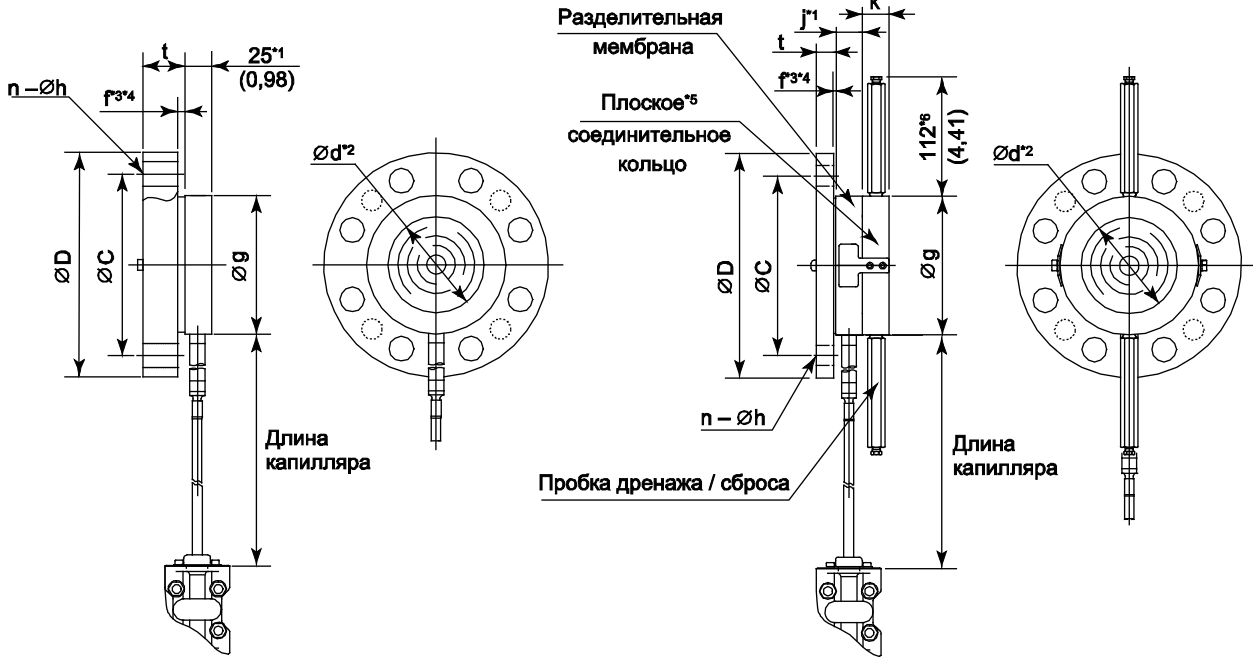 t
25*1
(0,98)
n – Øh
f*3*4
Ød*2
ØD
ØC
Øg
Длина
капилляра
Разделительная
мембрана
j*1
k
t
f*3*4
Плоское*5
соединительное
кольцо
112*6
(4,41)
Ød*2
ØD
ØC
Øg
n – Øh
Пробка дренажа / сброса
Длина
капилляра